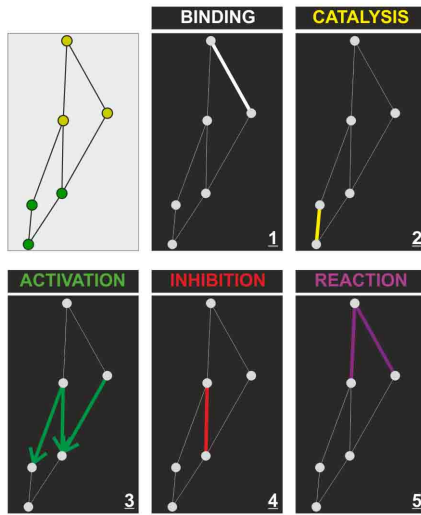 BINDING
CATALYSIS
1
2
ACTIVATION
INHIBITION
REACTION
3
4
5